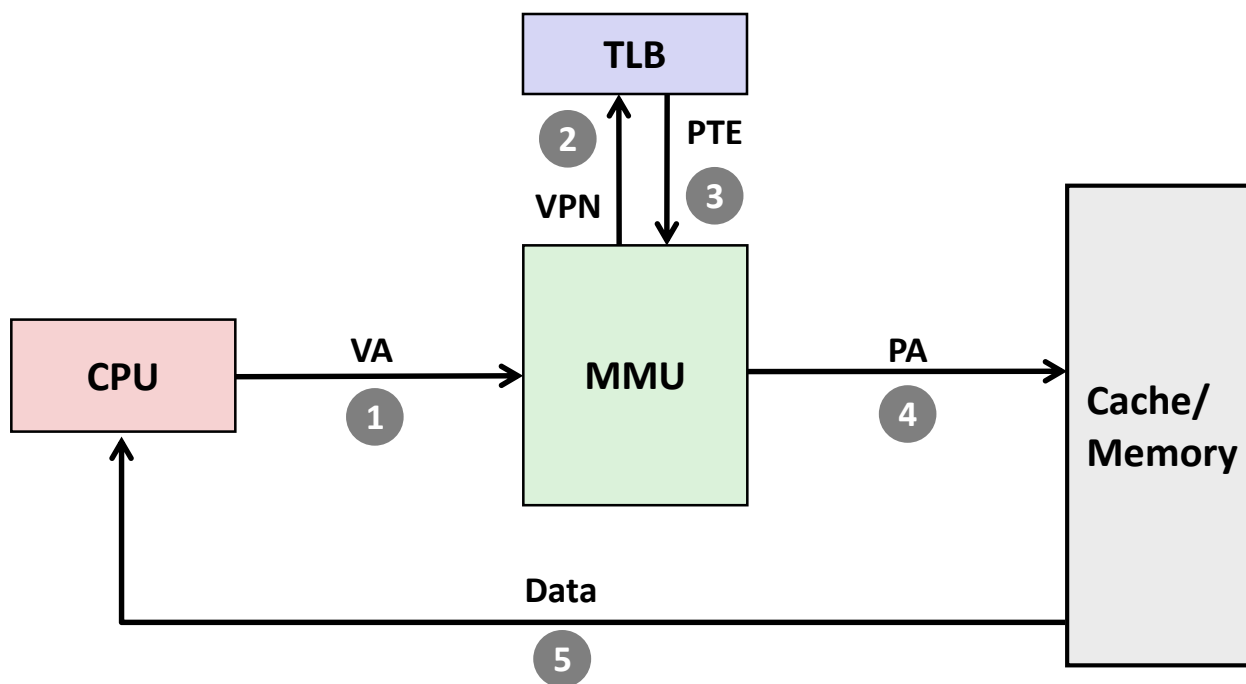 TLB
2
PTE
VPN
3
CPU
VA
1
MMU
PA
4
Cache/
Memory
Data
5